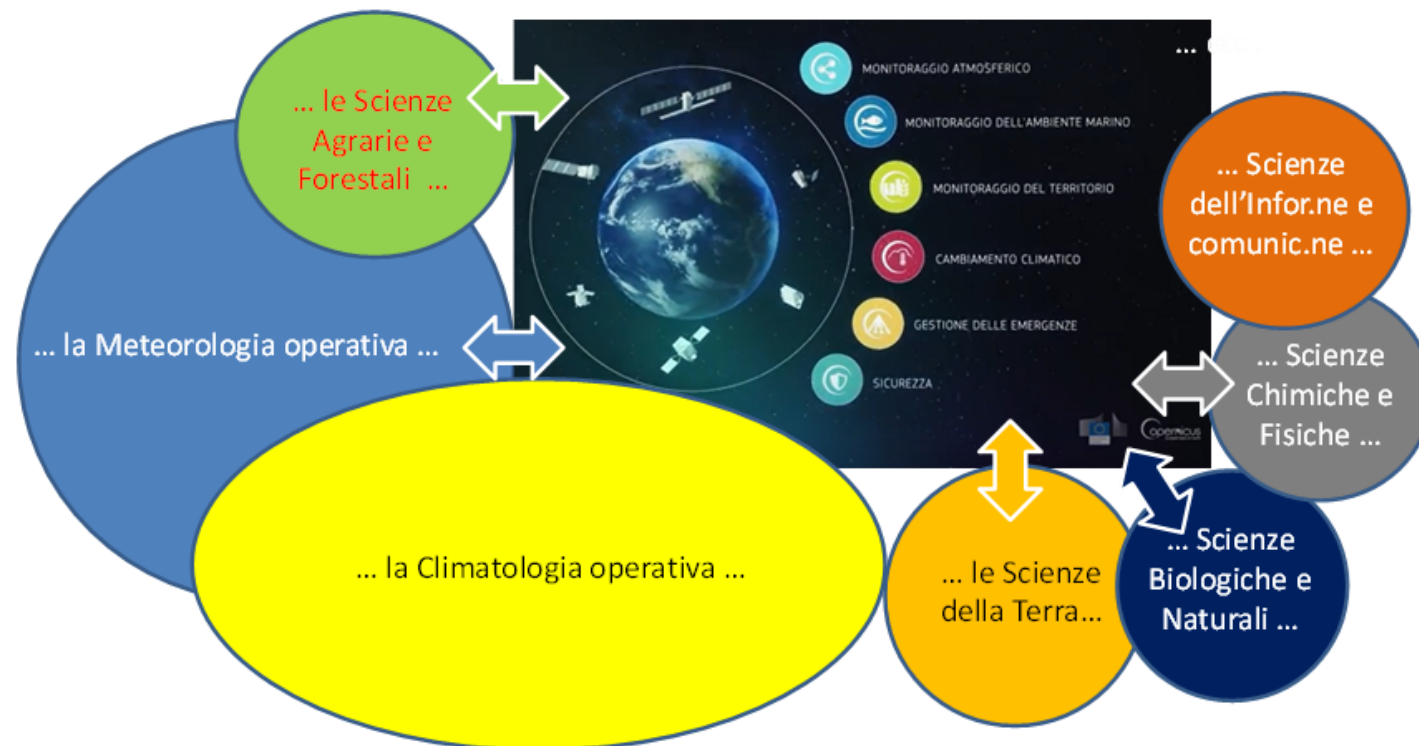 ... le Scienze
Agrarie e
Forestali ...
... la Meteorologia operativa ...
... la Climatologia operativa ...
MONITORAGGIO ATMOSFERICO
MONITORAGGIO DELL'AMBIENTE MARINO
MONITORAGGIO DEL TERRITORIO
CAMBIAMENTO CLIMATICO
GESTIONE DELLE EMERGENZE
SICUREZZA
opernicus
...
... Scienze
dell'Infor.ne e
comunic.ne ...
... Scienze
Chimiche e
Fisiche ...
... le Scienze
della Terra...
... Scienze
Biologiche e
Naturali ...